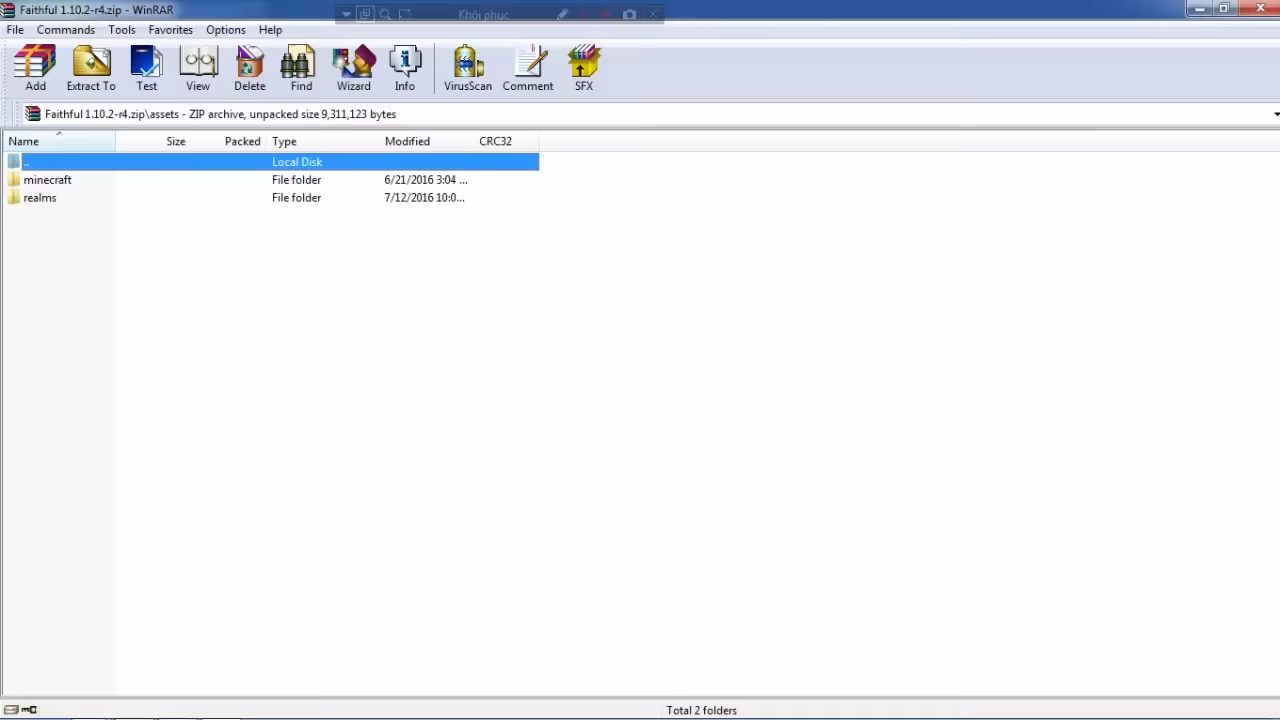 Faithful 1.10.2-r4.zip - WinRAR
Khôi phục
File Commands Tools Favorites Options Help
Add Extract To Test View Delete Find Wizard Info VirusScan Comment SFX
Faithful 1.10.2-r4.zip\assets - ZIP archive, unpacked size 9,311,123 bytes
Name Size Packed Type Modified CRC32
.. Local Disk
minecraft File folder 6/21/2016 3:04 ...
realms File folder 7/12/2016 10:0...
Total 2 folders